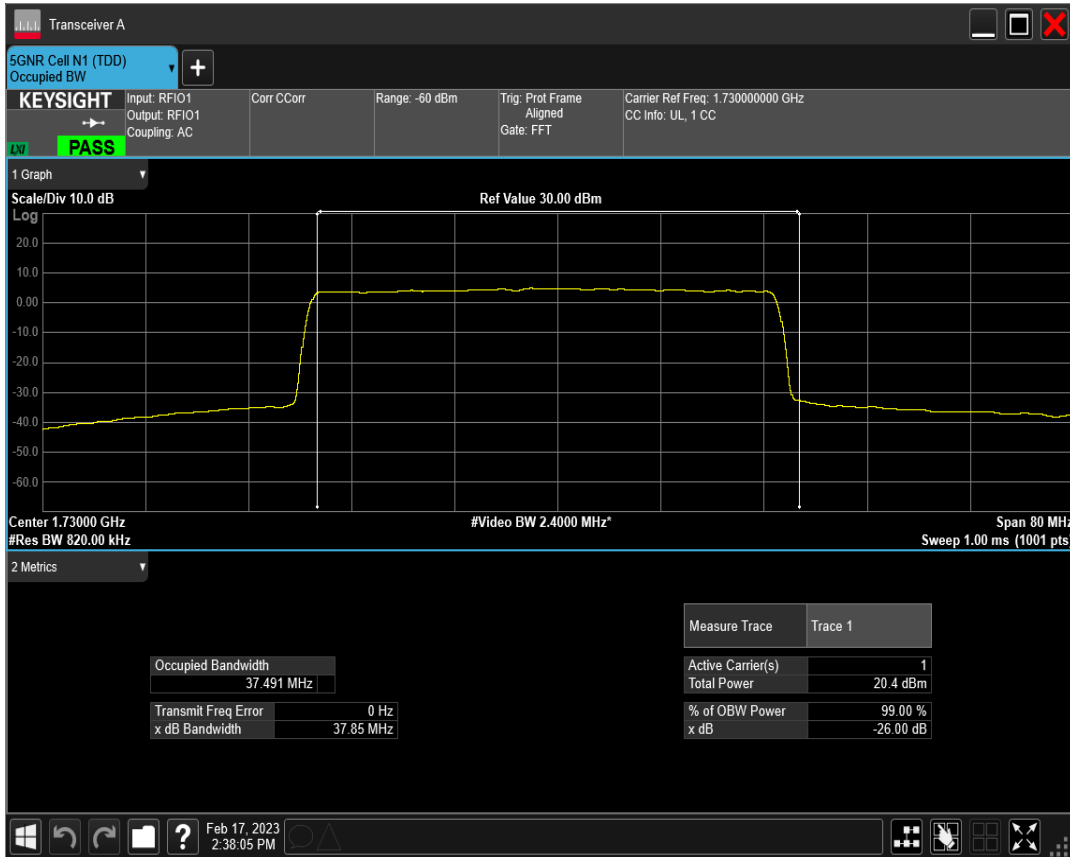 Transceiver A
5GNR Cell N1 (TDD)
Occupied BW
+
KEYSIGHT
LXI
PASS
Input: RFIO1
Output: RFIO1
Coupling: AC
Corr CCorr
Range: -60 dBm
Trig: Prot Frame
Aligned
Gate: FFT
Carrier Ref Freq: 1.730000000 GHz
CC Info: UL, 1 CC
1 Graph
Scale/Div 10.0 dB
Ref Value 30.00 dBm
Log
20.0
10.0
0.00
-10.0
-20.0
-30.0
-40.0
-50.0
-60.0
Center 1.73000 GHz
#Video BW 2.4000 MHz*
Span 80 MHz
#Res BW 820.00 kHz
Sweep 1.00 ms (1001 pts)
2 Metrics
Measure Trace Trace 1
Occupied Bandwidth
37.491 MHz
Active Carrier(s) 1
Total Power 20.4 dBm
Transmit Freq Error 0 Hz
x dB Bandwidth 37.85 MHz
% of OBW Power 99.00 %
x dB -26.00 dB
?
Feb 17, 2023
2:38:05 PM